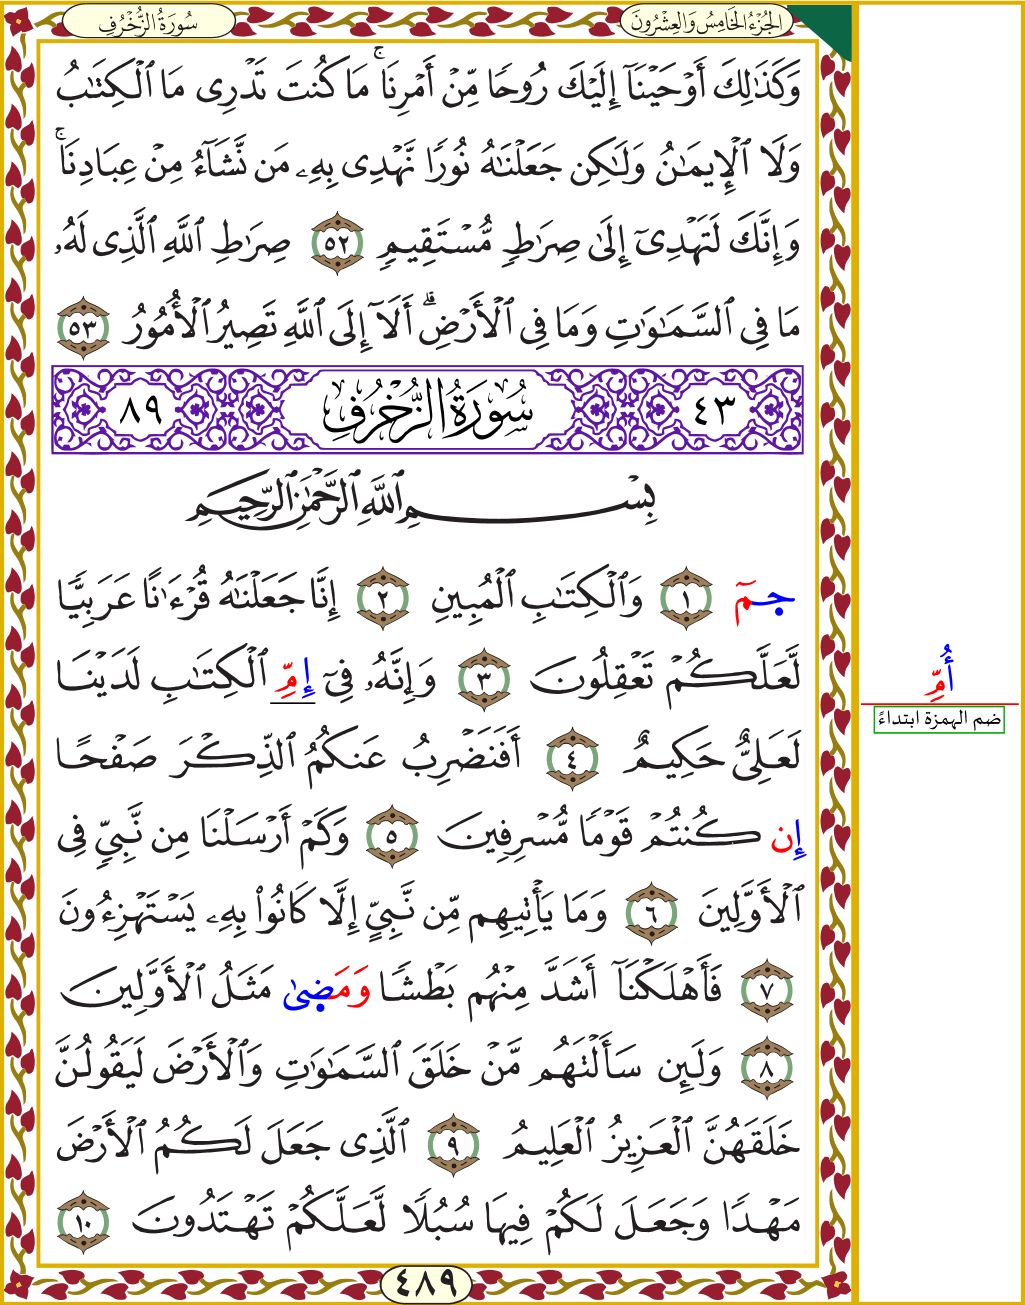 سُورَةُ الزُّخْرُفِ
الجُزْءُ الخَامِسُ وَالعِشْرُونَ
وَكَذَٰلِكَ أَوْحَيْنَآ إِلَيْكَ رُوحًا مِّنْ أَمْرِنَا ۚ مَا كُنتَ تَدْرِى مَا ٱلْكِتَٰبُ
وَلَا ٱلْإِيمَٰنُ وَلَٰكِن جَعَلْنَٰهُ نُورًا نَّهْدِى بِهِۦ مَن نَّشَآءُ مِنْ عِبَادِنَا ۚ
وَإِنَّكَ لَتَهْدِىٓ إِلَىٰ صِرَٰطٍ مُّسْتَقِيمٍ ٥٢ صِرَٰطِ ٱللَّهِ ٱلَّذِى لَهُۥ
مَا فِى ٱلسَّمَٰوَٰتِ وَمَا فِى ٱلْأَرْضِ ۗ أَلَآ إِلَى ٱللَّهِ تَصِيرُ ٱلْأُمُورُ ٥٣
٤٣ سُورَةُ الزُّخْرُفِ ٨٩
بِسْمِ ٱللَّهِ ٱلرَّحْمَٰنِ ٱلرَّحِيمِ
حمٓ ١ وَٱلْكِتَٰبِ ٱلْمُبِينِ ٢ إِنَّا جَعَلْنَٰهُ قُرْءَٰنًا عَرَبِيًّا
لَّعَلَّكُمْ تَعْقِلُونَ ٣ وَإِنَّهُۥ فِىٓ إِمِّ ٱلْكِتَٰبِ لَدَيْنَا
لَعَلِىٌّ حَكِيمٌ ٤ أَفَنَضْرِبُ عَنكُمُ ٱلذِّكْرَ صَفْحًا
إِن كُنتُمْ قَوْمًا مُّسْرِفِينَ ٥ وَكَمْ أَرْسَلْنَا مِن نَّبِىٍّ فِى
ٱلْأَوَّلِينَ ٦ وَمَا يَأْتِيهِم مِّن نَّبِىٍّ إِلَّا كَانُوا۟ بِهِۦ يَسْتَهْزِءُونَ
٧ فَأَهْلَكْنَآ أَشَدَّ مِنْهُم بَطْشًا وَمَضَىٰ مَثَلُ ٱلْأَوَّلِينَ
٨ وَلَئِن سَأَلْتَهُم مَّنْ خَلَقَ ٱلسَّمَٰوَٰتِ وَٱلْأَرْضَ لَيَقُولُنَّ
خَلَقَهُنَّ ٱلْعَزِيزُ ٱلْعَلِيمُ ٩ ٱلَّذِى جَعَلَ لَكُمُ ٱلْأَرْضَ
مَهْدًا وَجَعَلَ لَكُمْ فِيهَا سُبُلًا لَّعَلَّكُمْ تَهْتَدُونَ ١٠
٤٨٩
أُمِّ
ضم الهمزة ابتداءً